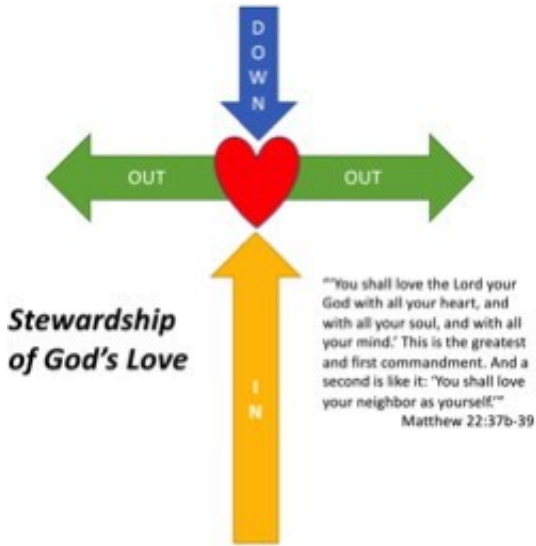 DOWN
OUT
OUT
IN
Stewardship
of God's Love
"'You shall love the Lord your
God with all your heart, and
with all your soul, and with all
your mind.' This is the greatest
and first commandment. And a
second is like it: 'You shall love
your neighbor as yourself.'"
Matthew 22:37b-39